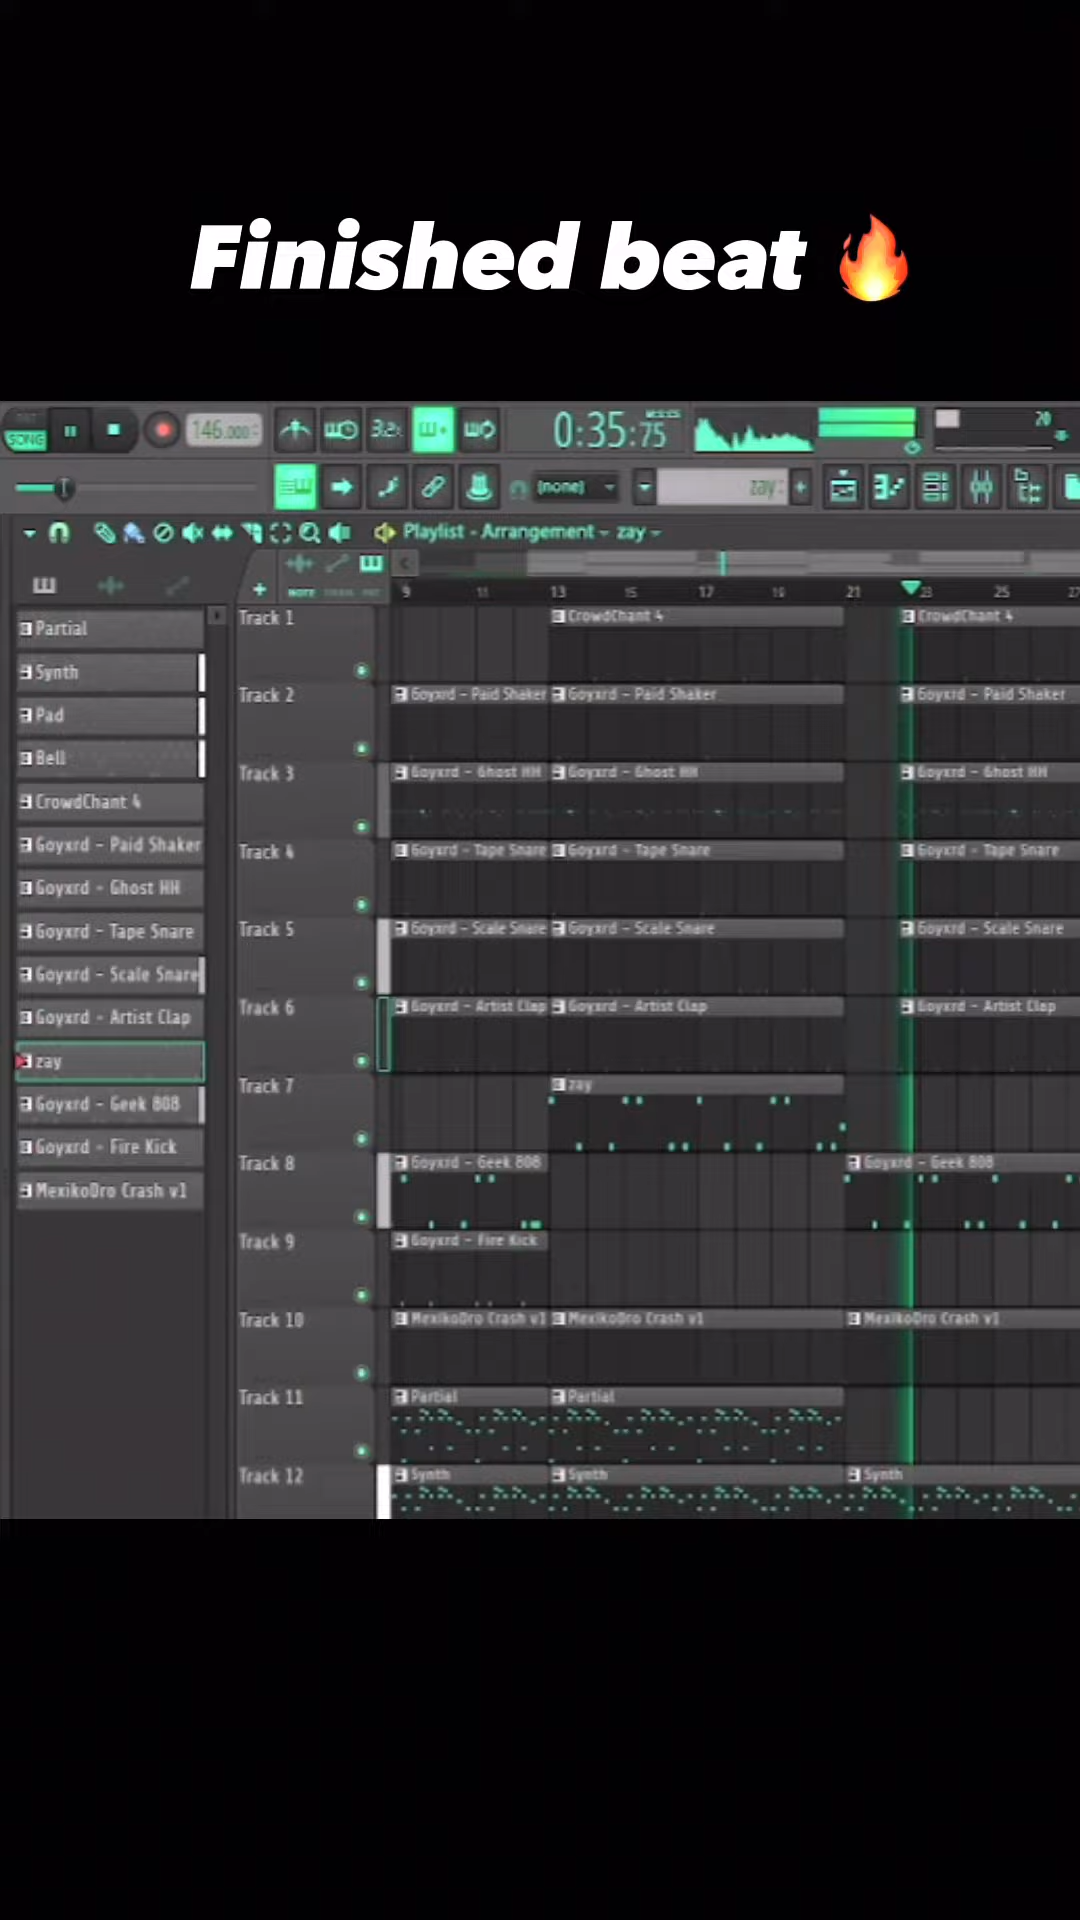 Finished beat 🔥
SONG
146.000
3.2.
0:35:75
20
(none)
zay
Playlist - Arrangement zay
9 11 13 15 17 19 21 23 25 27
Partial
Synth
Pad
Bell
CrowdChant 4
Goyxrd - Paid Shaker
Goyxrd - Ghost HH
Goyxrd - Tape Snare
Goyxrd - Scale Snare
Goyxrd - Artist Clap
zay
Goyxrd - Geek 808
Goyxrd - Fire Kick
MexikoDro Crash v1
Track 1
CrowdChant 4 CrowdChant 4
Track 2
Goyxrd - Paid Shaker Goyxrd - Paid Shaker Goyxrd - Paid Shaker
Track 3
Goyxrd - Ghost HH Goyxrd - Ghost HH Goyxrd - Ghost HH
Track 4
Goyxrd - Tape Snare Goyxrd - Tape Snare Goyxrd - Tape Snare
Track 5
Goyxrd - Scale Snare Goyxrd - Scale Snare Goyxrd - Scale Snare
Track 6
Goyxrd - Artist Clap Goyxrd - Artist Clap Goyxrd - Artist Clap
Track 7
zay
Track 8
Goyxrd - Geek 808 Goyxrd - Geek 808
Track 9
Goyxrd - Fire Kick
Track 10
MexikoDro Crash v1 MexikoDro Crash v1 MexikoDro Crash v1
Track 11
Partial Partial
Track 12
Synth Synth Synth